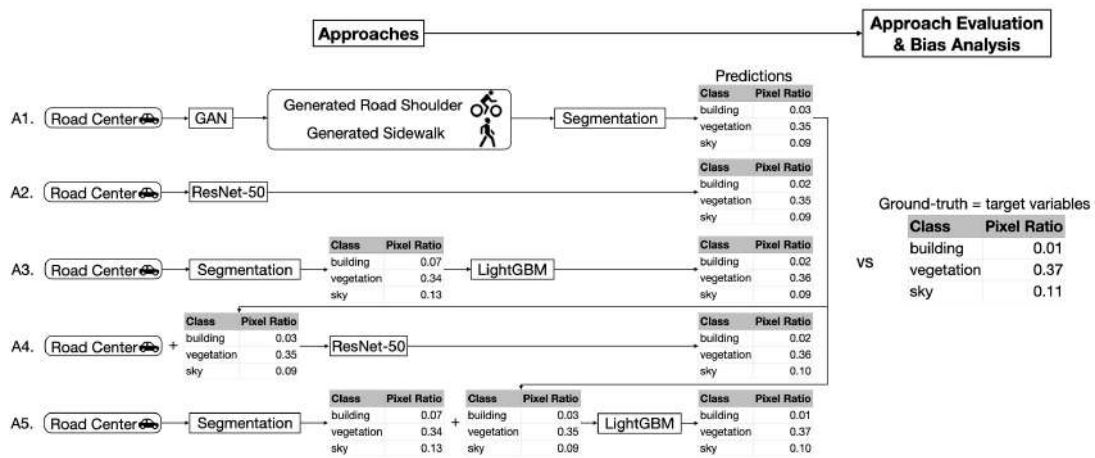 Approaches
Approach Evaluation
& Bias Analysis
Predictions
A1. Road Center GAN Generated Road Shoulder
Generated Sidewalk
Segmentation
Class Pixel Ratio
building 0.03
vegetation 0.35
sky 0.09
A2. Road Center ResNet-50
Class Pixel Ratio
building 0.02
vegetation 0.35
sky 0.09
A3. Road Center Segmentation
Class Pixel Ratio
building 0.07
vegetation 0.34
sky 0.13
LightGBM
Class Pixel Ratio
building 0.02
vegetation 0.36
sky 0.09
A4. Road Center +
Class Pixel Ratio
building 0.03
vegetation 0.35
sky 0.09
ResNet-50
Class Pixel Ratio
building 0.02
vegetation 0.36
sky 0.10
A5. Road Center Segmentation
Class Pixel Ratio
building 0.07
vegetation 0.34
sky 0.13
+
Class Pixel Ratio
building 0.03
vegetation 0.35
sky 0.09
LightGBM
Class Pixel Ratio
building 0.01
vegetation 0.37
sky 0.10
vs
Ground-truth = target variables
Class Pixel Ratio
building 0.01
vegetation 0.37
sky 0.11